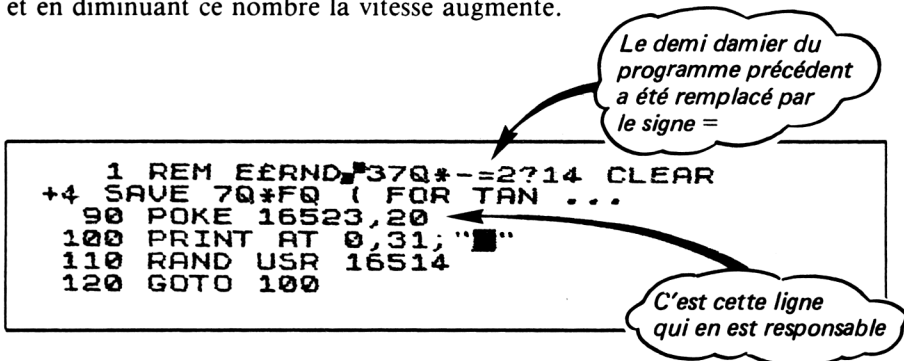 et en diminuant ce nombre la vitesse augmente.
Le demi damier du
programme précédent
a été remplacé par
le signe =
1 REM E£RND▄▀37Q*-=2?14 CLEAR
+4 SAVE 7Q*FQ ( FOR TAN ...
90 POKE 16523,20
100 PRINT AT 0,31;"█"
110 RAND USR 16514
120 GOTO 100
C'est cette ligne
qui en est responsable